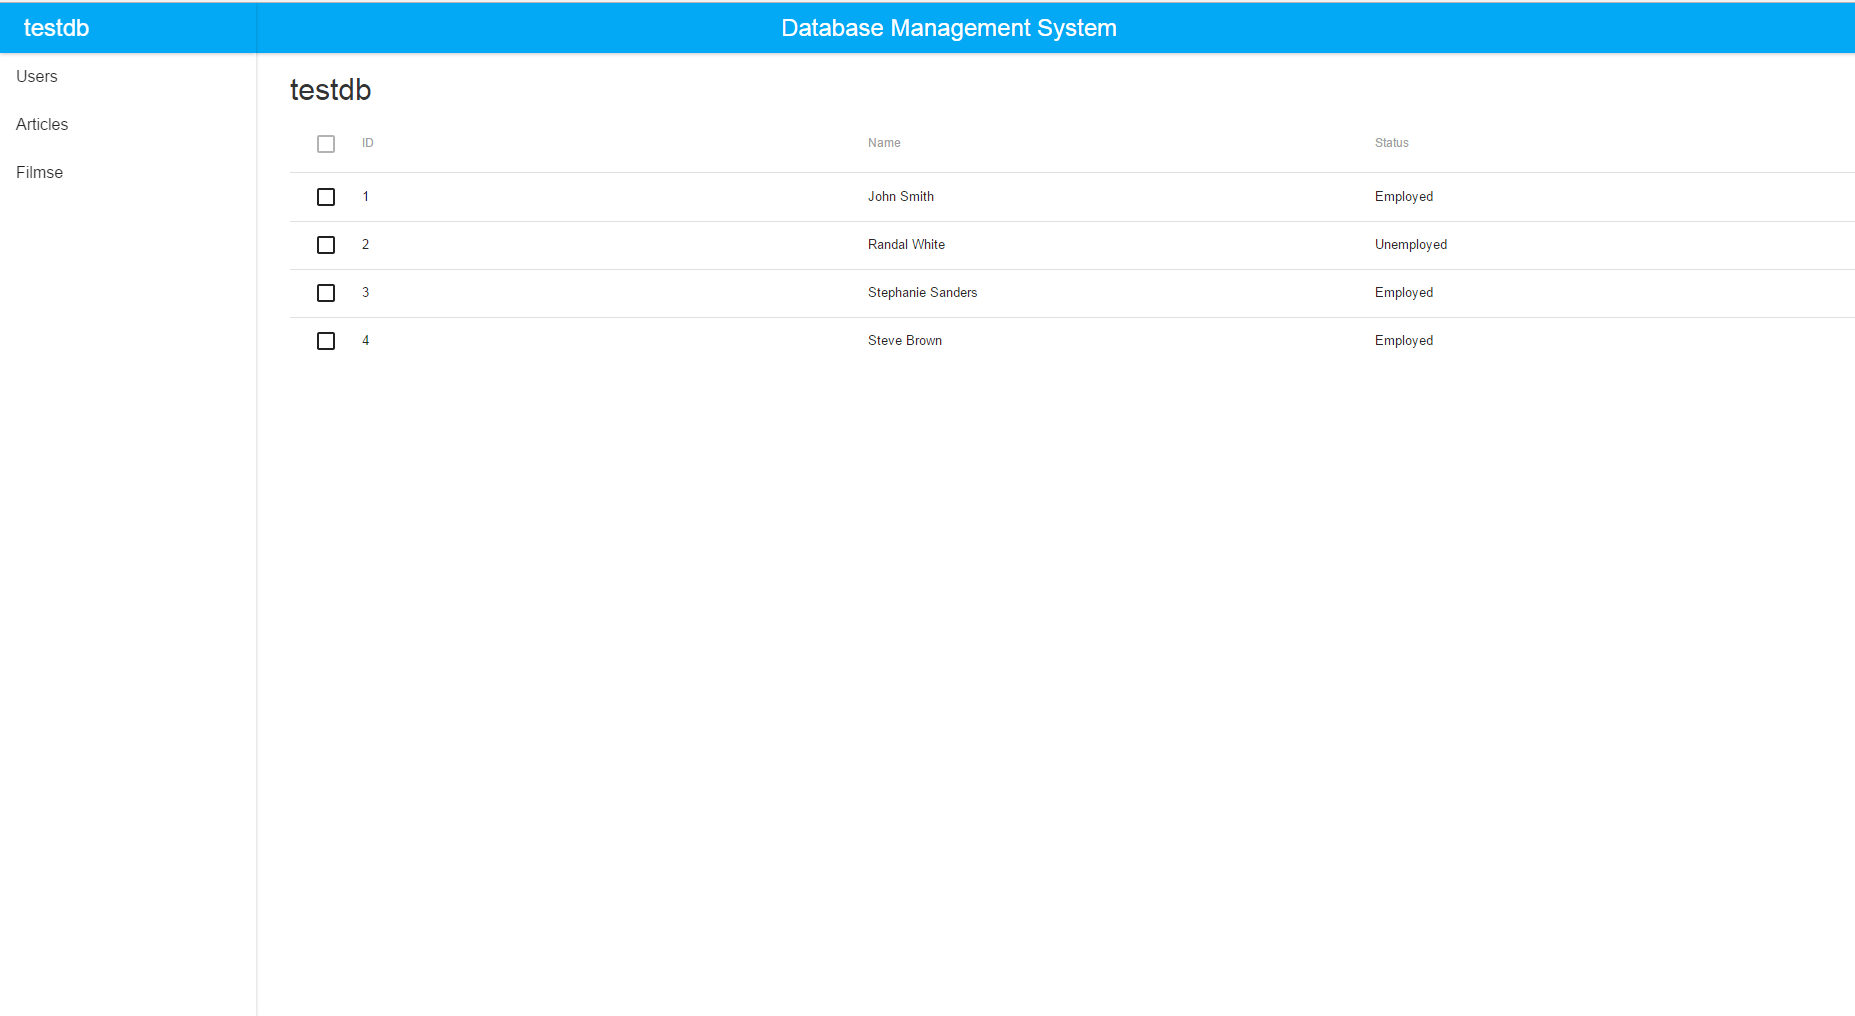 testdb
Database Management System
Users
Articles
Filmse
testdb
ID Name Status
1 John Smith Employed
2 Randal White Unemployed
3 Stephanie Sanders Employed
4 Steve Brown Employed